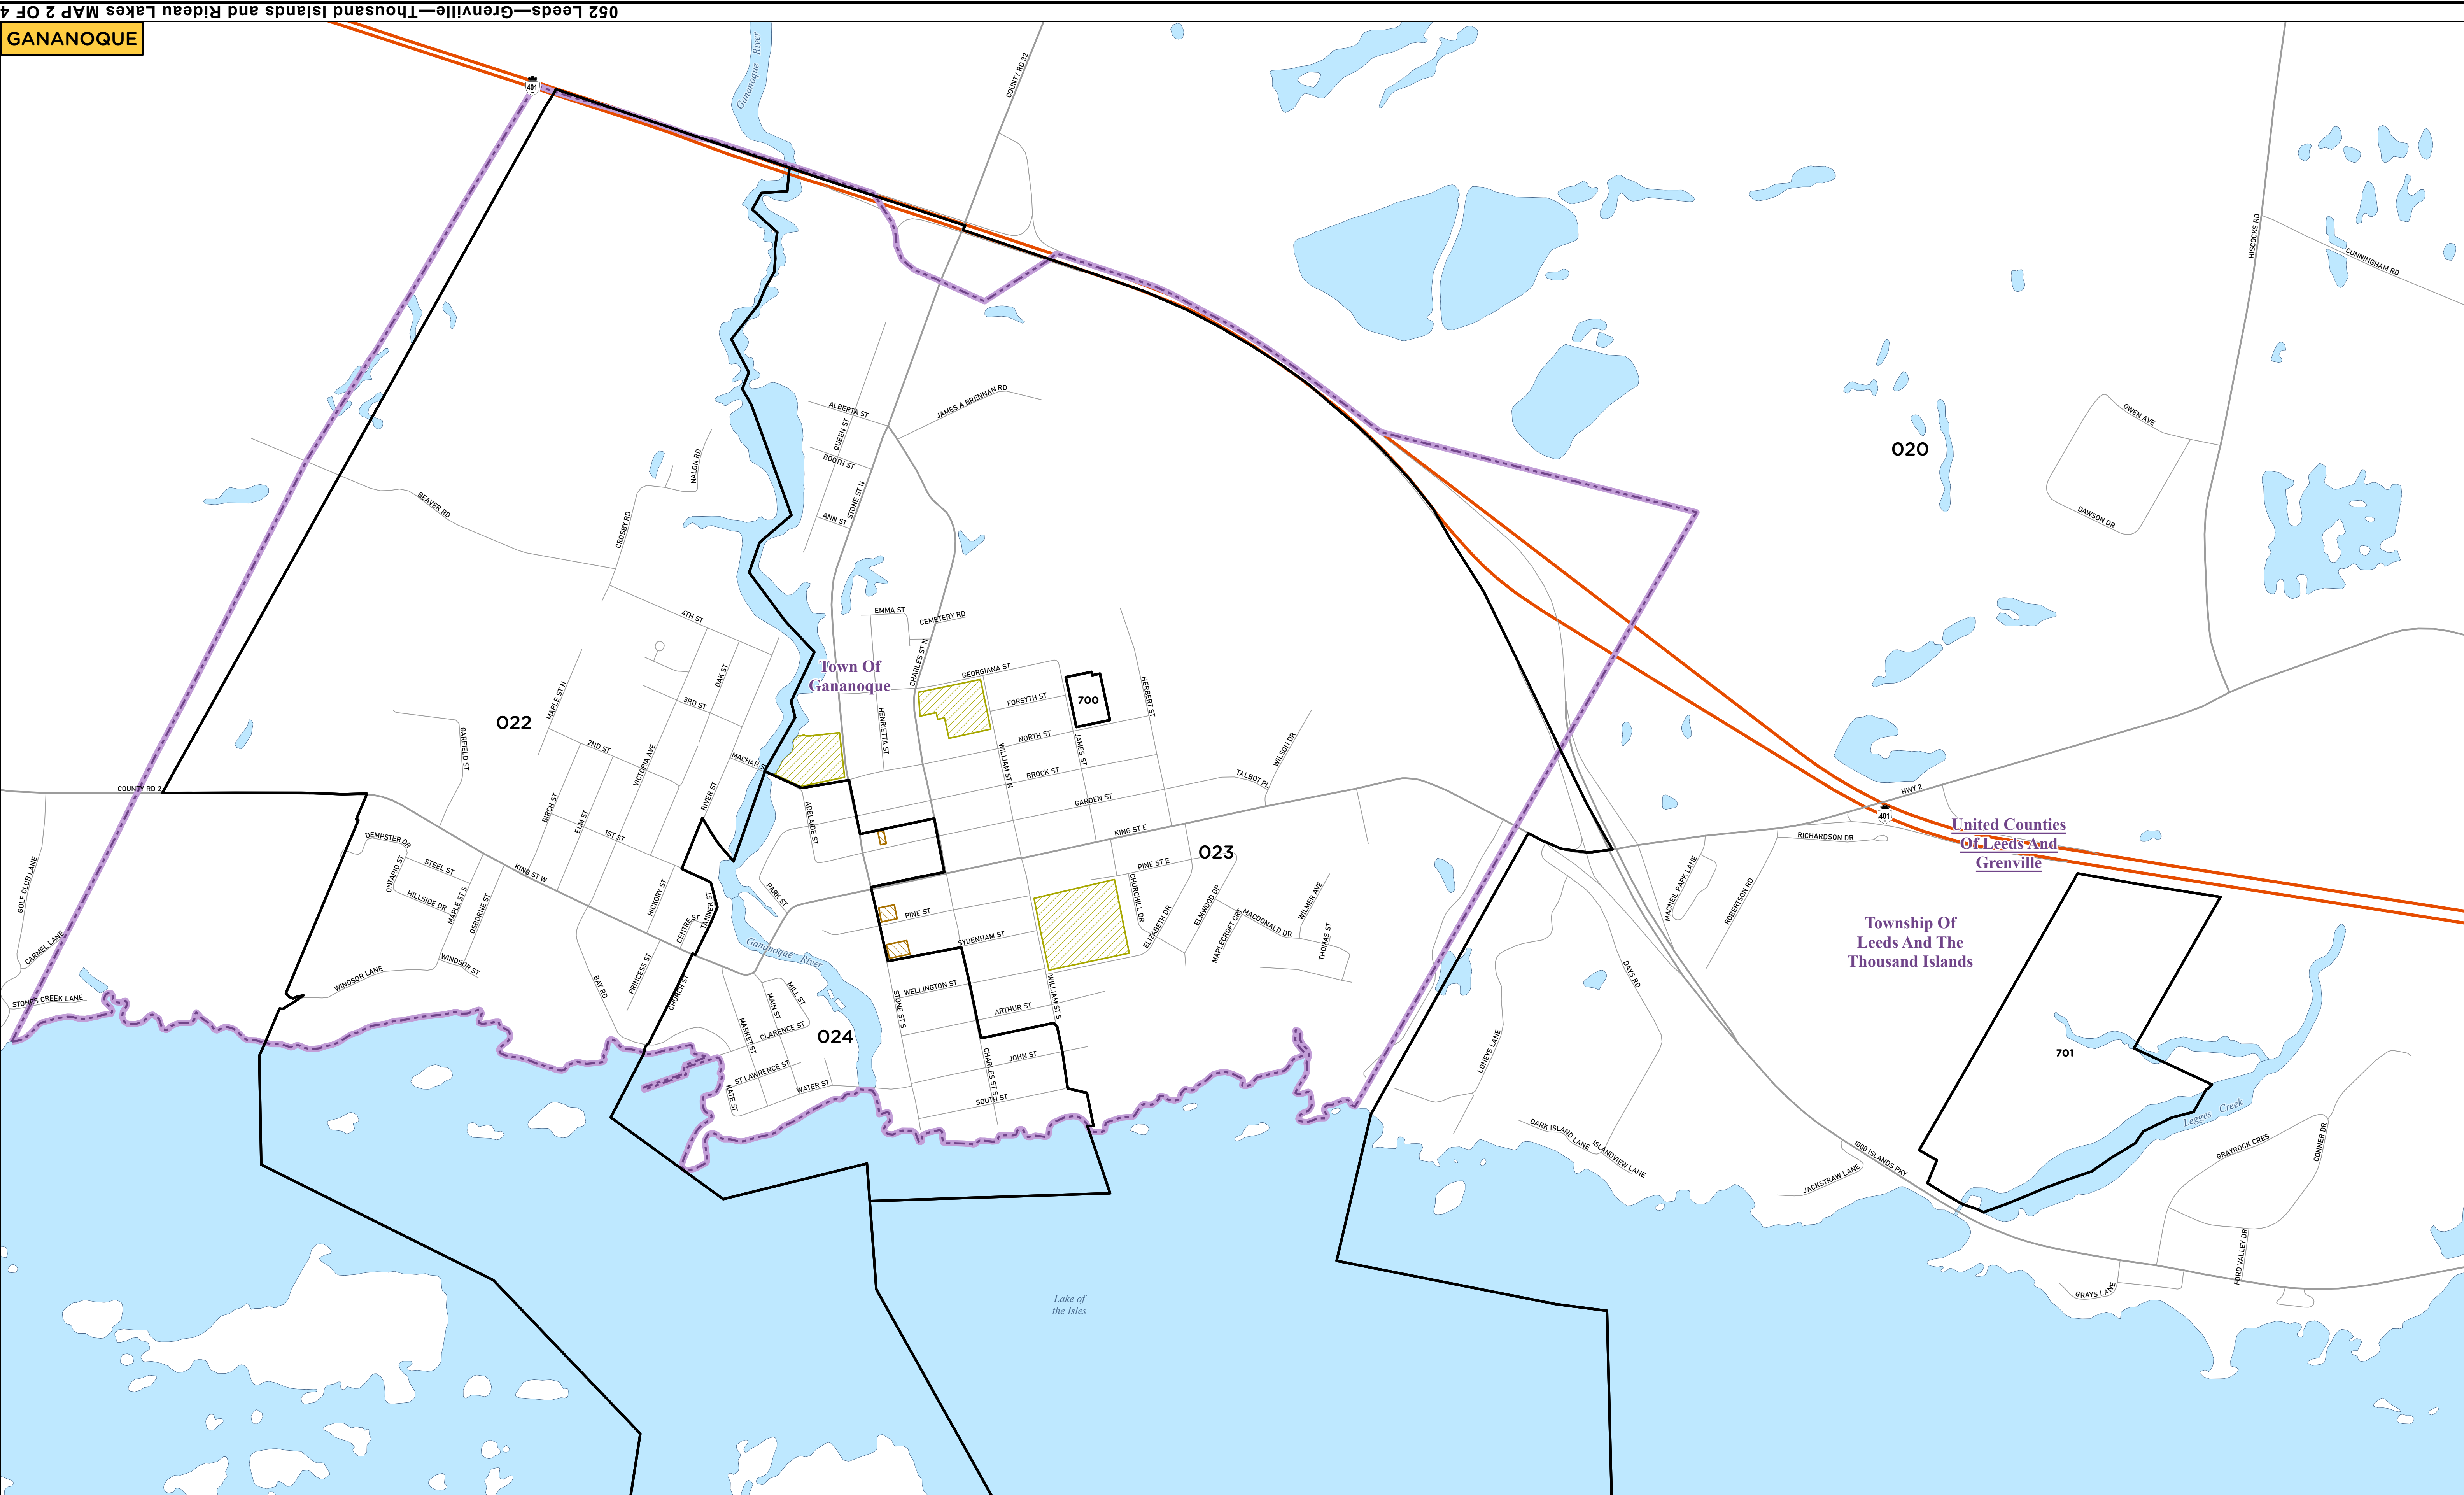 052 Leeds—Grenville—Thousand Islands and Rideau Lakes MAP 2 OF 4
GANANOQUE
401
Gananoque River
COUNTY RD 32
HISCOCKS RD
CUNNINGHAM RD
ALBERTA ST
QUEEN ST
JAMES A BRENNAN RD
BOOTH ST
STONE ST N
ANN ST
NALON RD
CROSBY RD
BEAVER RD
020
OWEN AVE
DAWSON DR
4TH ST
EMMA ST
CEMETERY RD
CHARLES ST N
Town Of
Gananoque
GEORGIANA ST
FORSYTH ST
700
HERBERT ST
OAK ST
3RD ST
MAPLE ST N
022
GARFIELD ST
2ND ST
VICTORIA AVE
MACHAR S
HENRIETTA ST
NORTH ST
WILLIAM ST N
JAMES ST
BROCK ST
WILSON DR
TALBOT PL
GARDEN ST
COUNTY RD 2
BIRCH ST
ELM ST
RIVER ST
1ST ST
ADELAIDE ST
KING ST E
023
DEMPSTER DR
STEEL ST
ONTARIO ST
HILLSIDE DR
MAPLE ST S
OSBORNE ST
KING ST W
HICKORY ST
CENTRE ST
TANNER ST
PARK ST
PINE ST
PINE ST E
CHURCHILL DR
ELIZABETH DR
ELMWOOD DR
MAPLECROFT CRT
MACDONALD DR
WILMER AVE
THOMAS ST
GOLF CLUB LANE
CARMEL LANE
STONES CREEK LANE
WINDSOR LANE
WINDSOR ST
SYDENHAM ST
Gananoque River
BAY RD
PRINCESS ST
CHURCH ST
MILL ST
MAIN ST
MARKET ST
CLARENCE ST
024
WELLINGTON ST
STONE ST S
ARTHUR ST
WILLIAM ST S
JOHN ST
CHARLES ST S
SOUTH ST
ST LAWRENCE ST
WATER ST
KATE ST
HWY 2
401
RICHARDSON DR
United Counties
Of Leeds And
Grenville
MACNEIL PARK LANE
ROBERTSON RD
Township Of
Leeds And The
Thousand Islands
DAYS RD
LONEYS LANE
701
Legges Creek
DARK ISLAND LANE
ISLANDVIEW LANE
JACKSTRAW LANE
1000 ISLANDS PKY
GRAYROCK CRES
CONNER DR
FORD VALLEY DR
GRAYS LANE
Lake of
the Isles